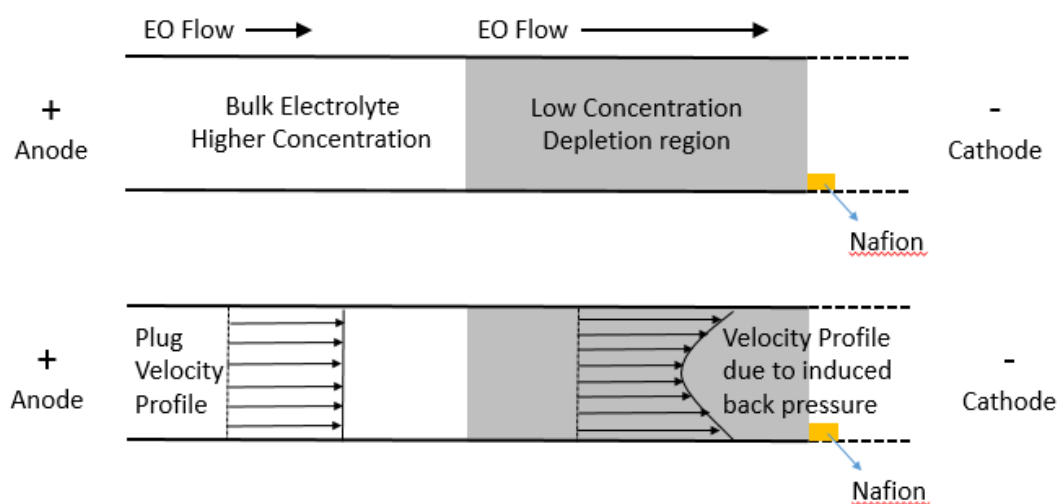 EO Flow
EO Flow
+
Anode
Bulk Electrolyte
Higher Concentration
Low Concentration
Depletion region
-
Cathode
Nafion
+
Anode
Plug
Velocity
Profile
Velocity Profile
due to induced
back pressure
-
Cathode
Nafion